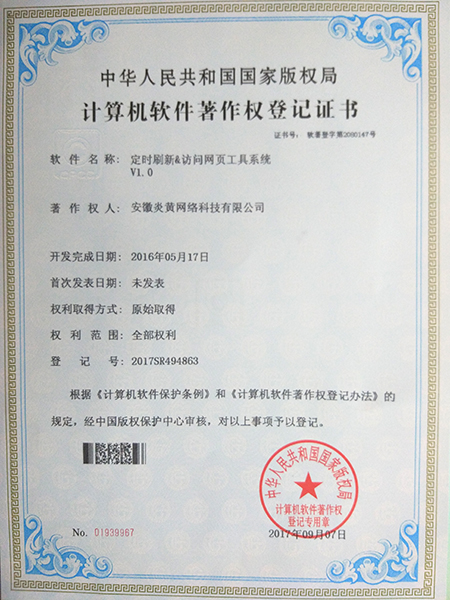 中华人民共和国国家版权局
计算机软件著作权登记证书
证书号： 软著登字第2080147号
软件名称： 定时刷新&访问网页工具系统
V1.0
著作权人： 安徽炎黄网络科技有限公司
开发完成日期： 2016年05月17日
首次发表日期： 未发表
权利取得方式： 原始取得
权利范围： 全部权利
登记号： 2017SR494863
根据《计算机软件保护条例》和《计算机软件著作权登记办法》的
规定，经中国版权保护中心审核，对以上事项予以登记。
中华人民共和国国家版权局
计算机软件著作权
登记专用章
No. 01939967
2017年09月07日